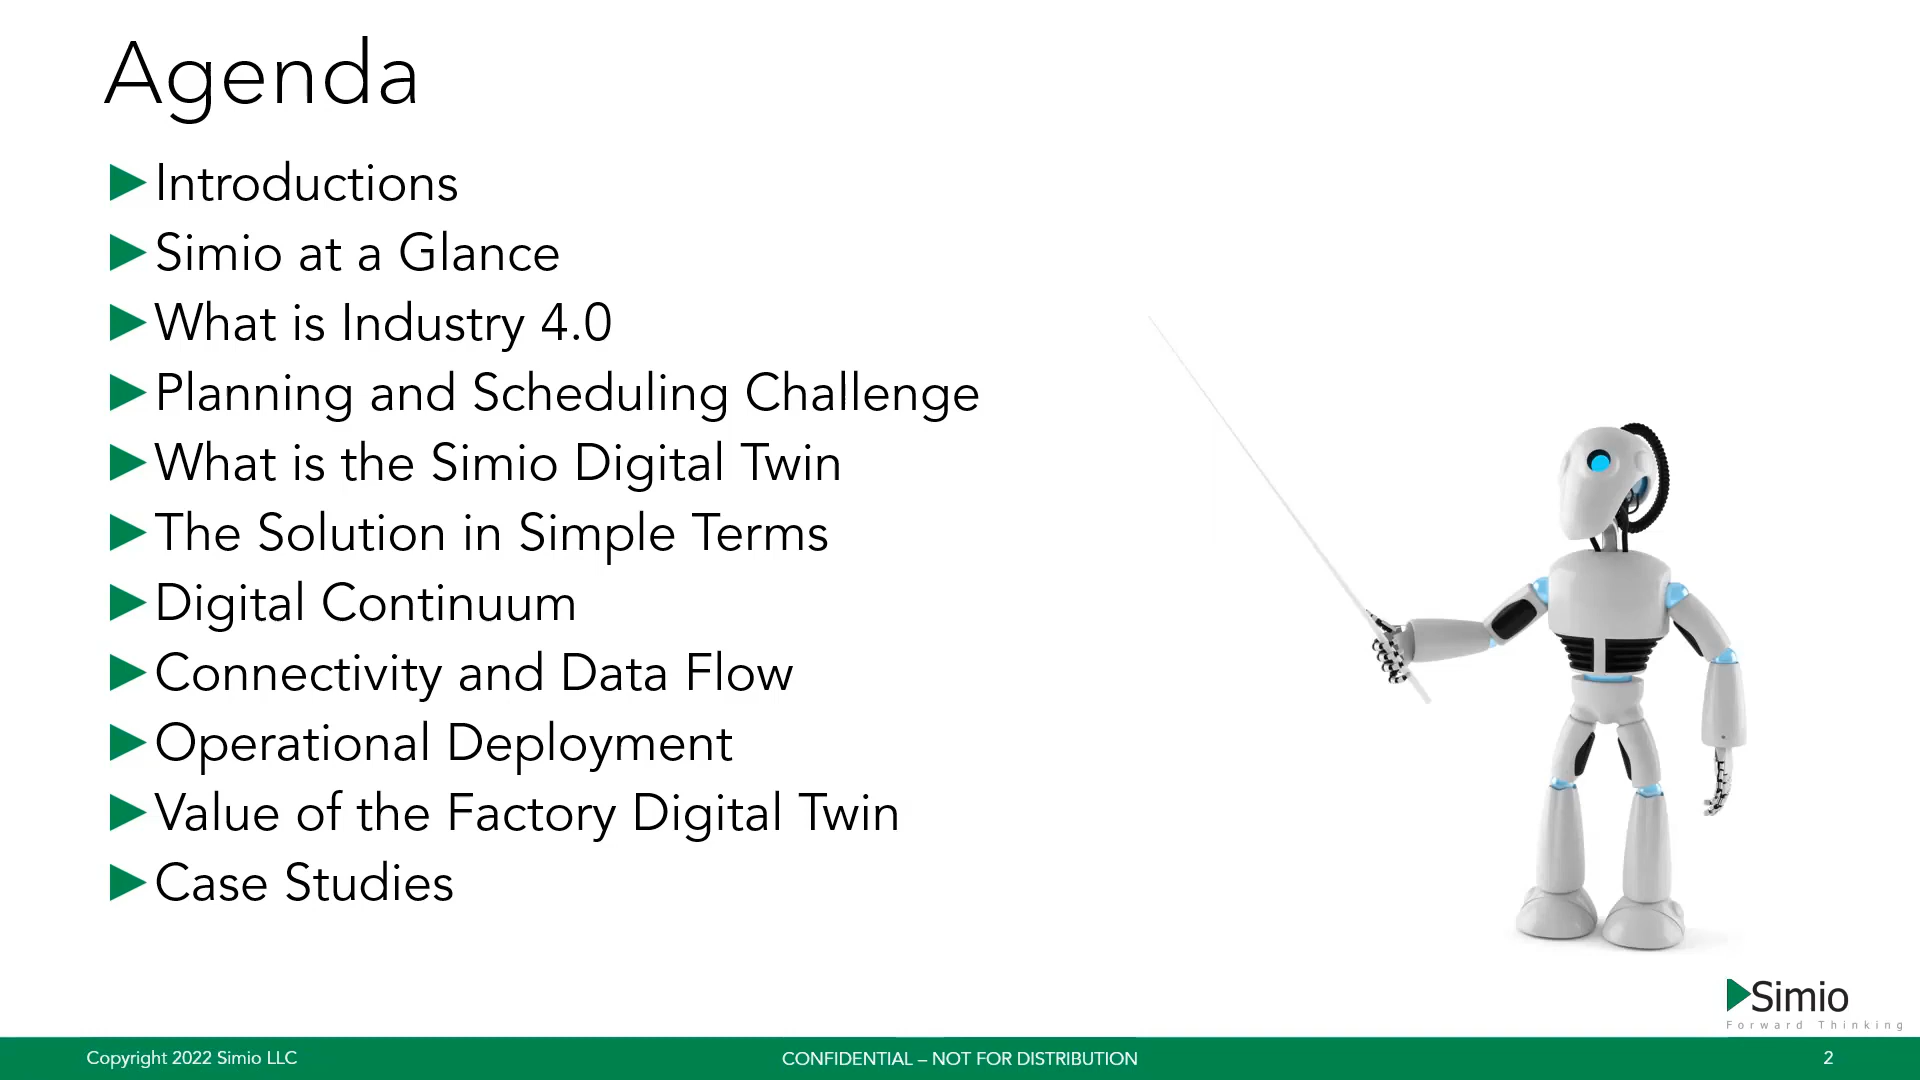 Agenda
Introductions
Simio at a Glance
What is Industry 4.0
Planning and Scheduling Challenge
What is the Simio Digital Twin
The Solution in Simple Terms
Digital Continuum
Connectivity and Data Flow
Operational Deployment
Value of the Factory Digital Twin
Case Studies
Simio
Forward Thinking
Copyright 2022 Simio LLC
CONFIDENTIAL – NOT FOR DISTRIBUTION
2